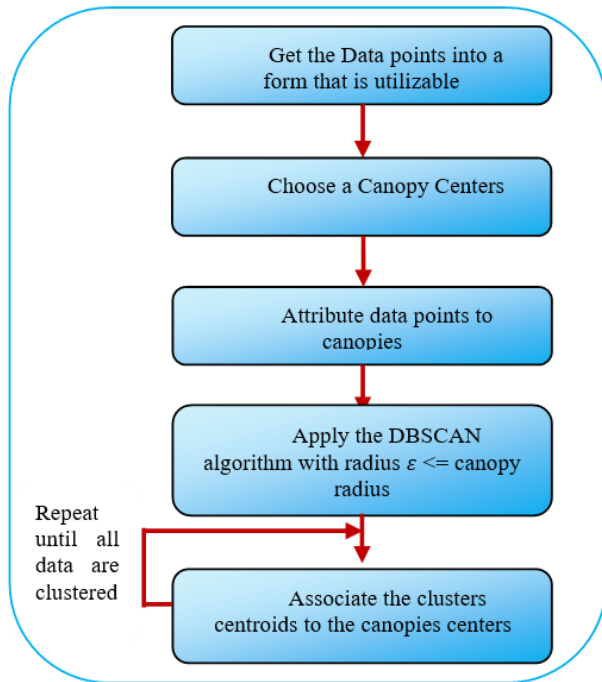 Get the Data points into a
form that is utilizable
Choose a Canopy Centers
Attribute data points to
canopies
Apply the DBSCAN
algorithm with radius ε <= canopy
radius
Repeat
until all
data are
clustered
Associate the clusters
centroids to the canopies centers